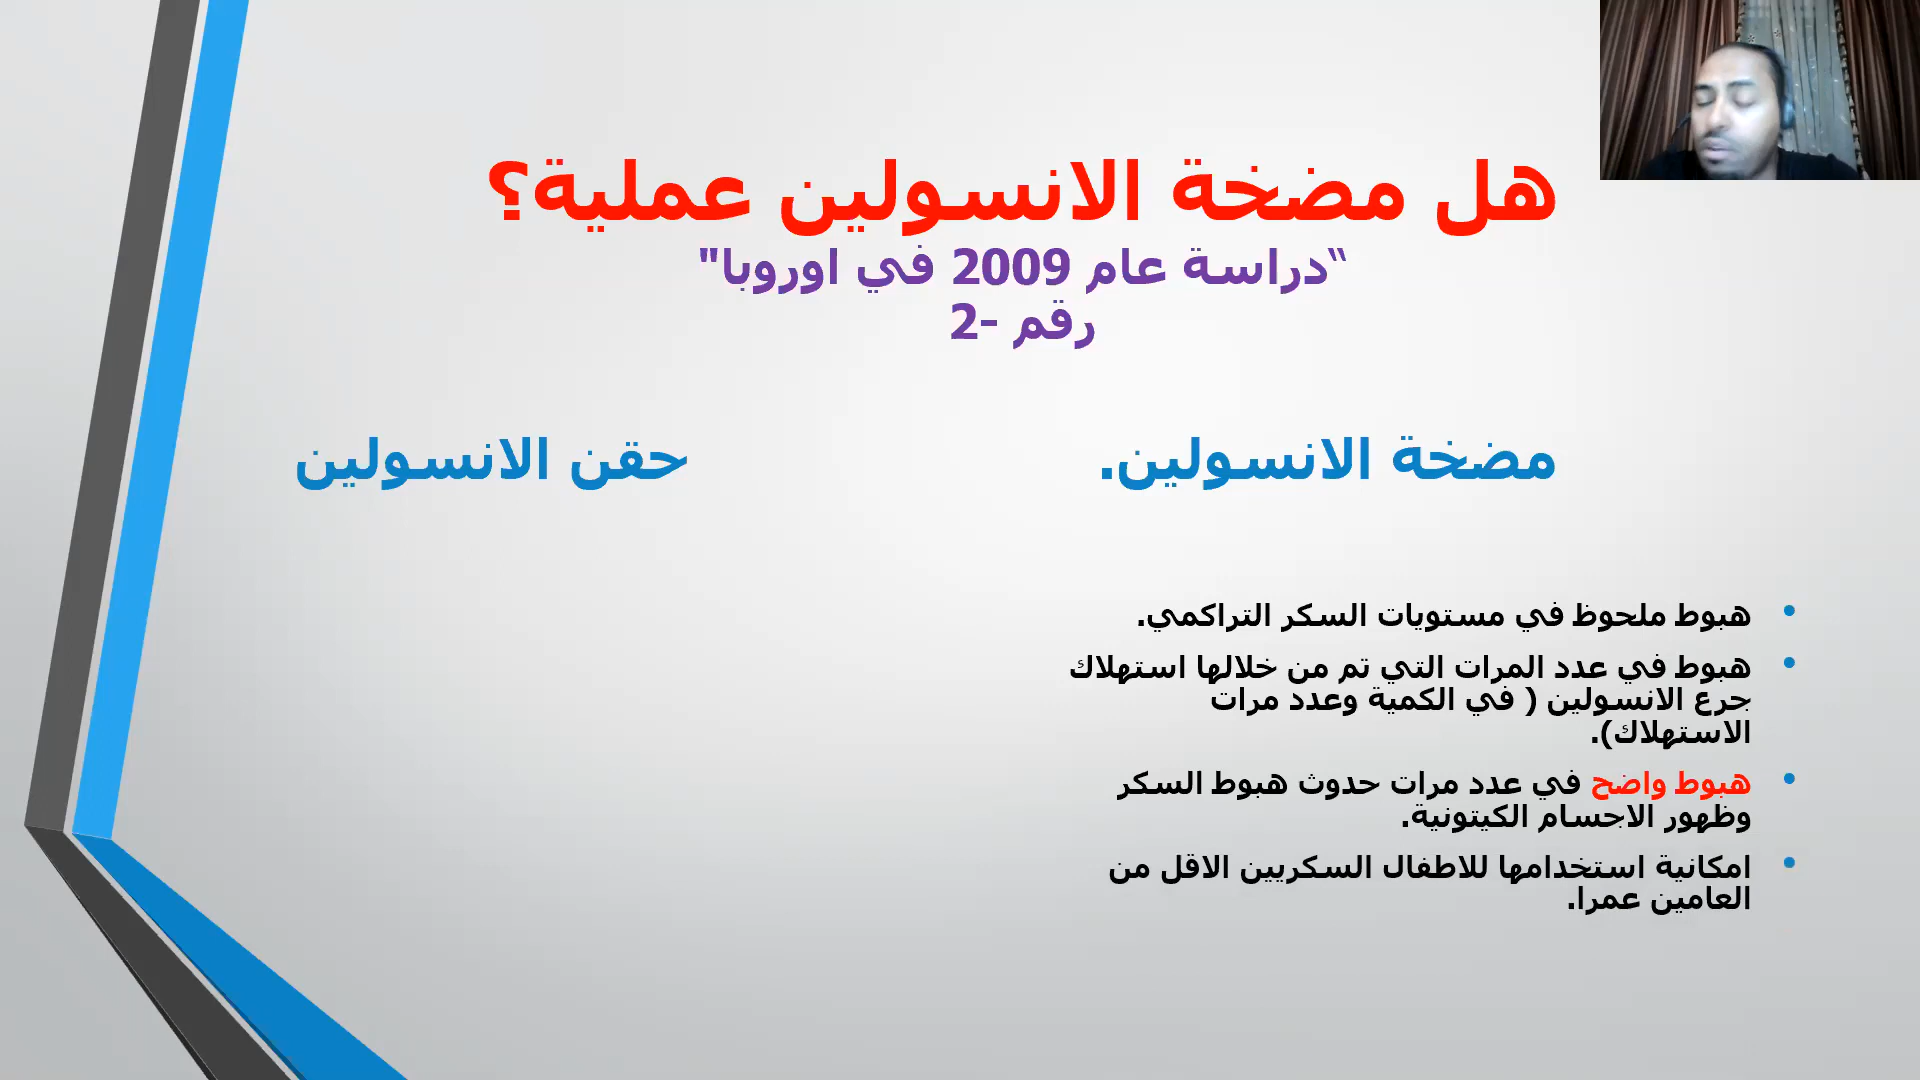 هل مضخة الانسولين عملية؟
“دراسة عام 2009 في اوروبا"
رقم -2
مضخة الانسولين.
حقن الانسولين
• هبوط ملحوظ في مستويات السكر التراكمي.
• هبوط في عدد المرات التي تم من خلالها استهلاك
جرع الانسولين ( في الكمية وعدد مرات
الاستهلاك).
• هبوط واضح في عدد مرات حدوث هبوط السكر
وظهور الاجسام الكيتونية.
• امكانية استخدامها للاطفال السكريين الاقل من
العامين عمرا.